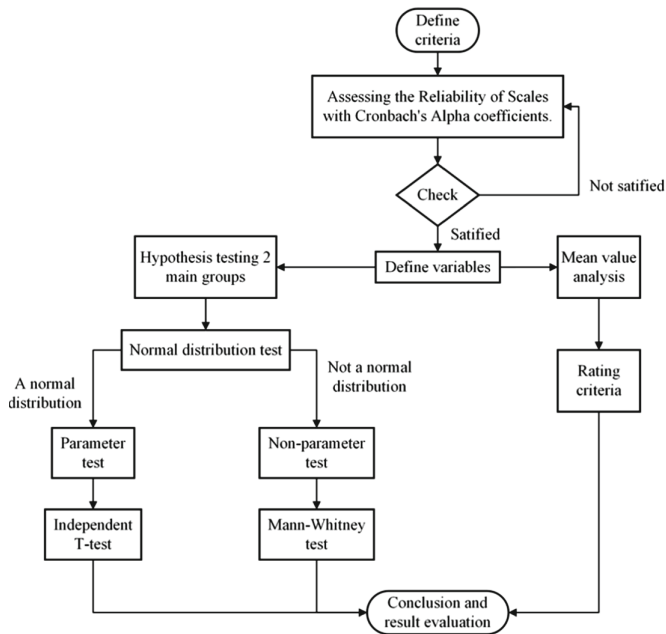 Define
criteria
Assessing the Reliability of Scales
with Cronbach's Alpha coefficients.
Check
Not satified
Satified
Hypothesis testing 2
main groups
Define variables
Mean value
analysis
Normal distribution test
A normal
distribution
Not a normal
distribution
Rating
criteria
Parameter
test
Non-parameter
test
Independent
T-test
Mann-Whitney
test
Conclusion and
result evaluation